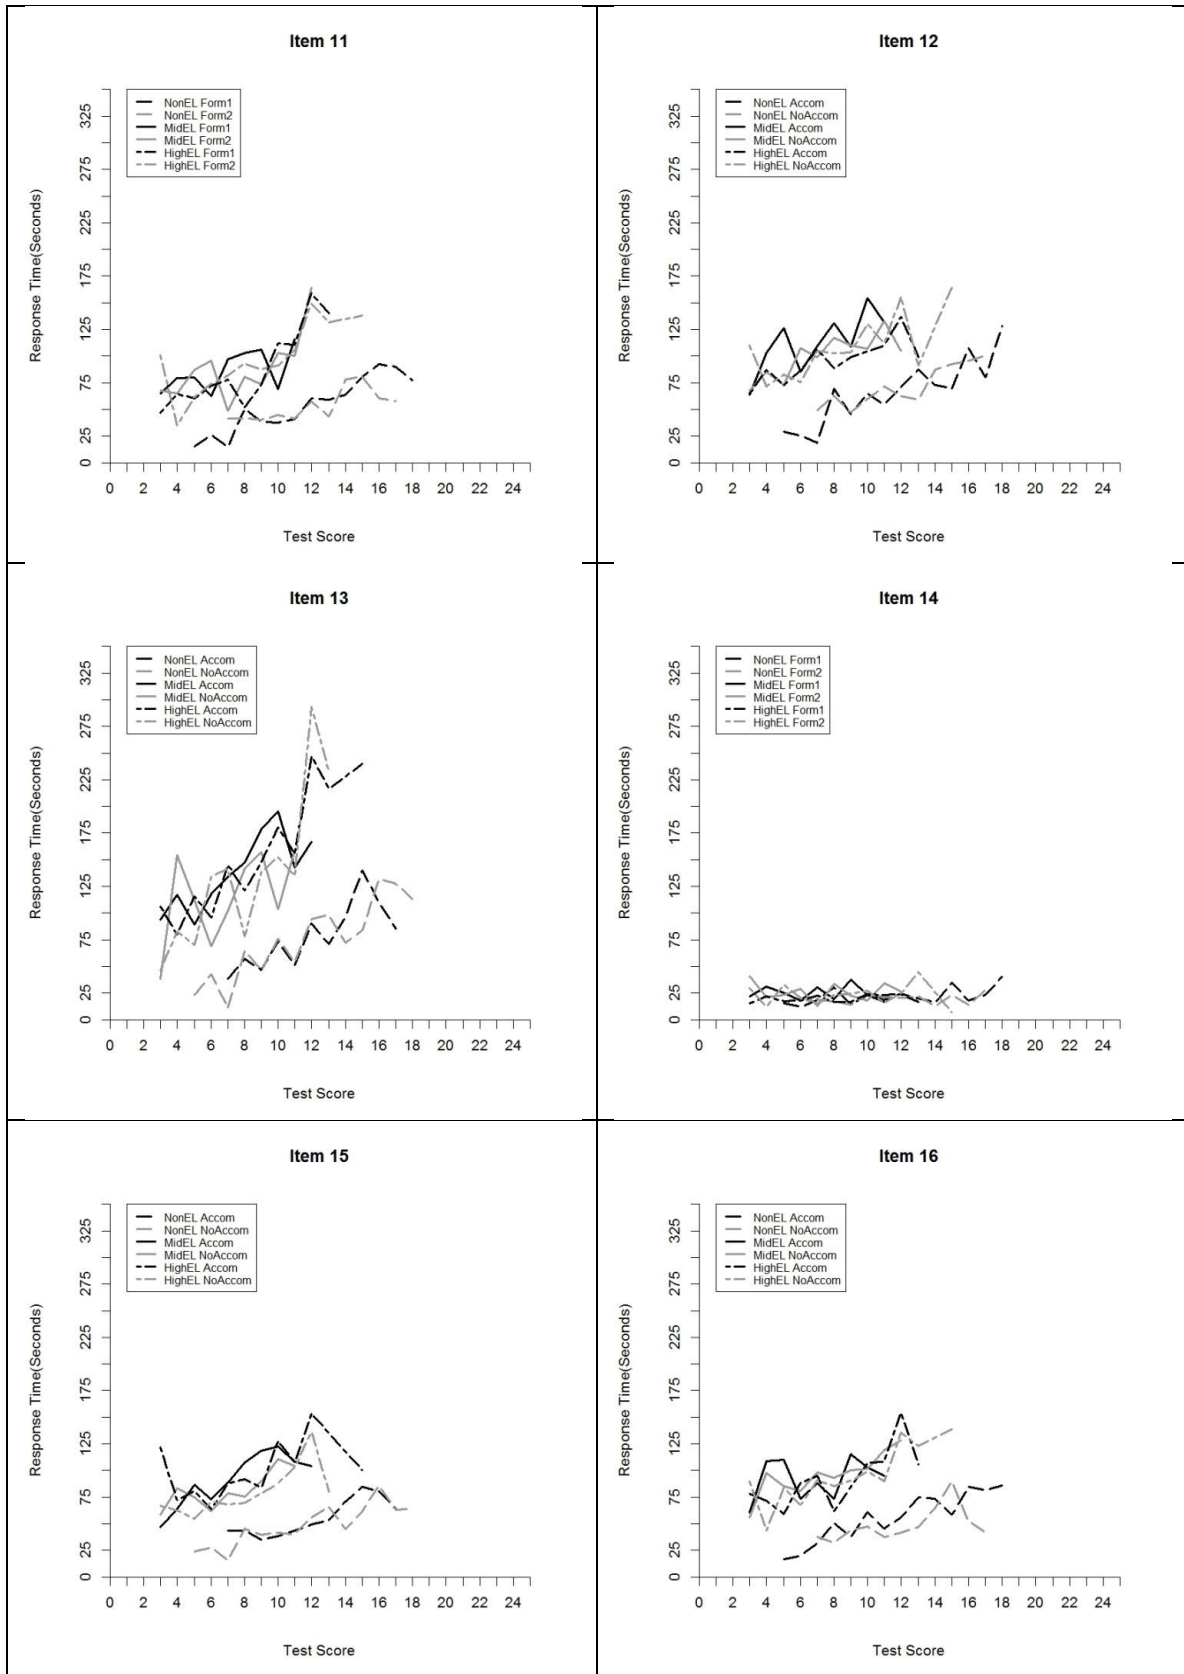 Item 11
NonEL Form1
NonEL Form2
MidEL Form1
MidEL Form2
HighEL Form1
HighEL Form2
Response Time(Seconds)
325
275
225
175
125
75
25
0
0 2 4 6 8 10 12 14 16 18 20 22 24
Test Score
Item 12
NonEL Accom
NonEL NoAccom
MidEL Accom
MidEL NoAccom
HighEL Accom
HighEL NoAccom
Response Time(Seconds)
325
275
225
175
125
75
25
0
0 2 4 6 8 10 12 14 16 18 20 22 24
Test Score
Item 13
NonEL Accom
NonEL NoAccom
MidEL Accom
MidEL NoAccom
HighEL Accom
HighEL NoAccom
Response Time(Seconds)
325
275
225
175
125
75
25
0
0 2 4 6 8 10 12 14 16 18 20 22 24
Test Score
Item 14
NonEL Form1
NonEL Form2
MidEL Form1
MidEL Form2
HighEL Form1
HighEL Form2
Response Time(Seconds)
325
275
225
175
125
75
25
0
0 2 4 6 8 10 12 14 16 18 20 22 24
Test Score
Item 15
NonEL Accom
NonEL NoAccom
MidEL Accom
MidEL NoAccom
HighEL Accom
HighEL NoAccom
Response Time(Seconds)
325
275
225
175
125
75
25
0
0 2 4 6 8 10 12 14 16 18 20 22 24
Test Score
Item 16
NonEL Accom
NonEL NoAccom
MidEL Accom
MidEL NoAccom
HighEL Accom
HighEL NoAccom
Response Time(Seconds)
325
275
225
175
125
75
25
0
0 2 4 6 8 10 12 14 16 18 20 22 24
Test Score